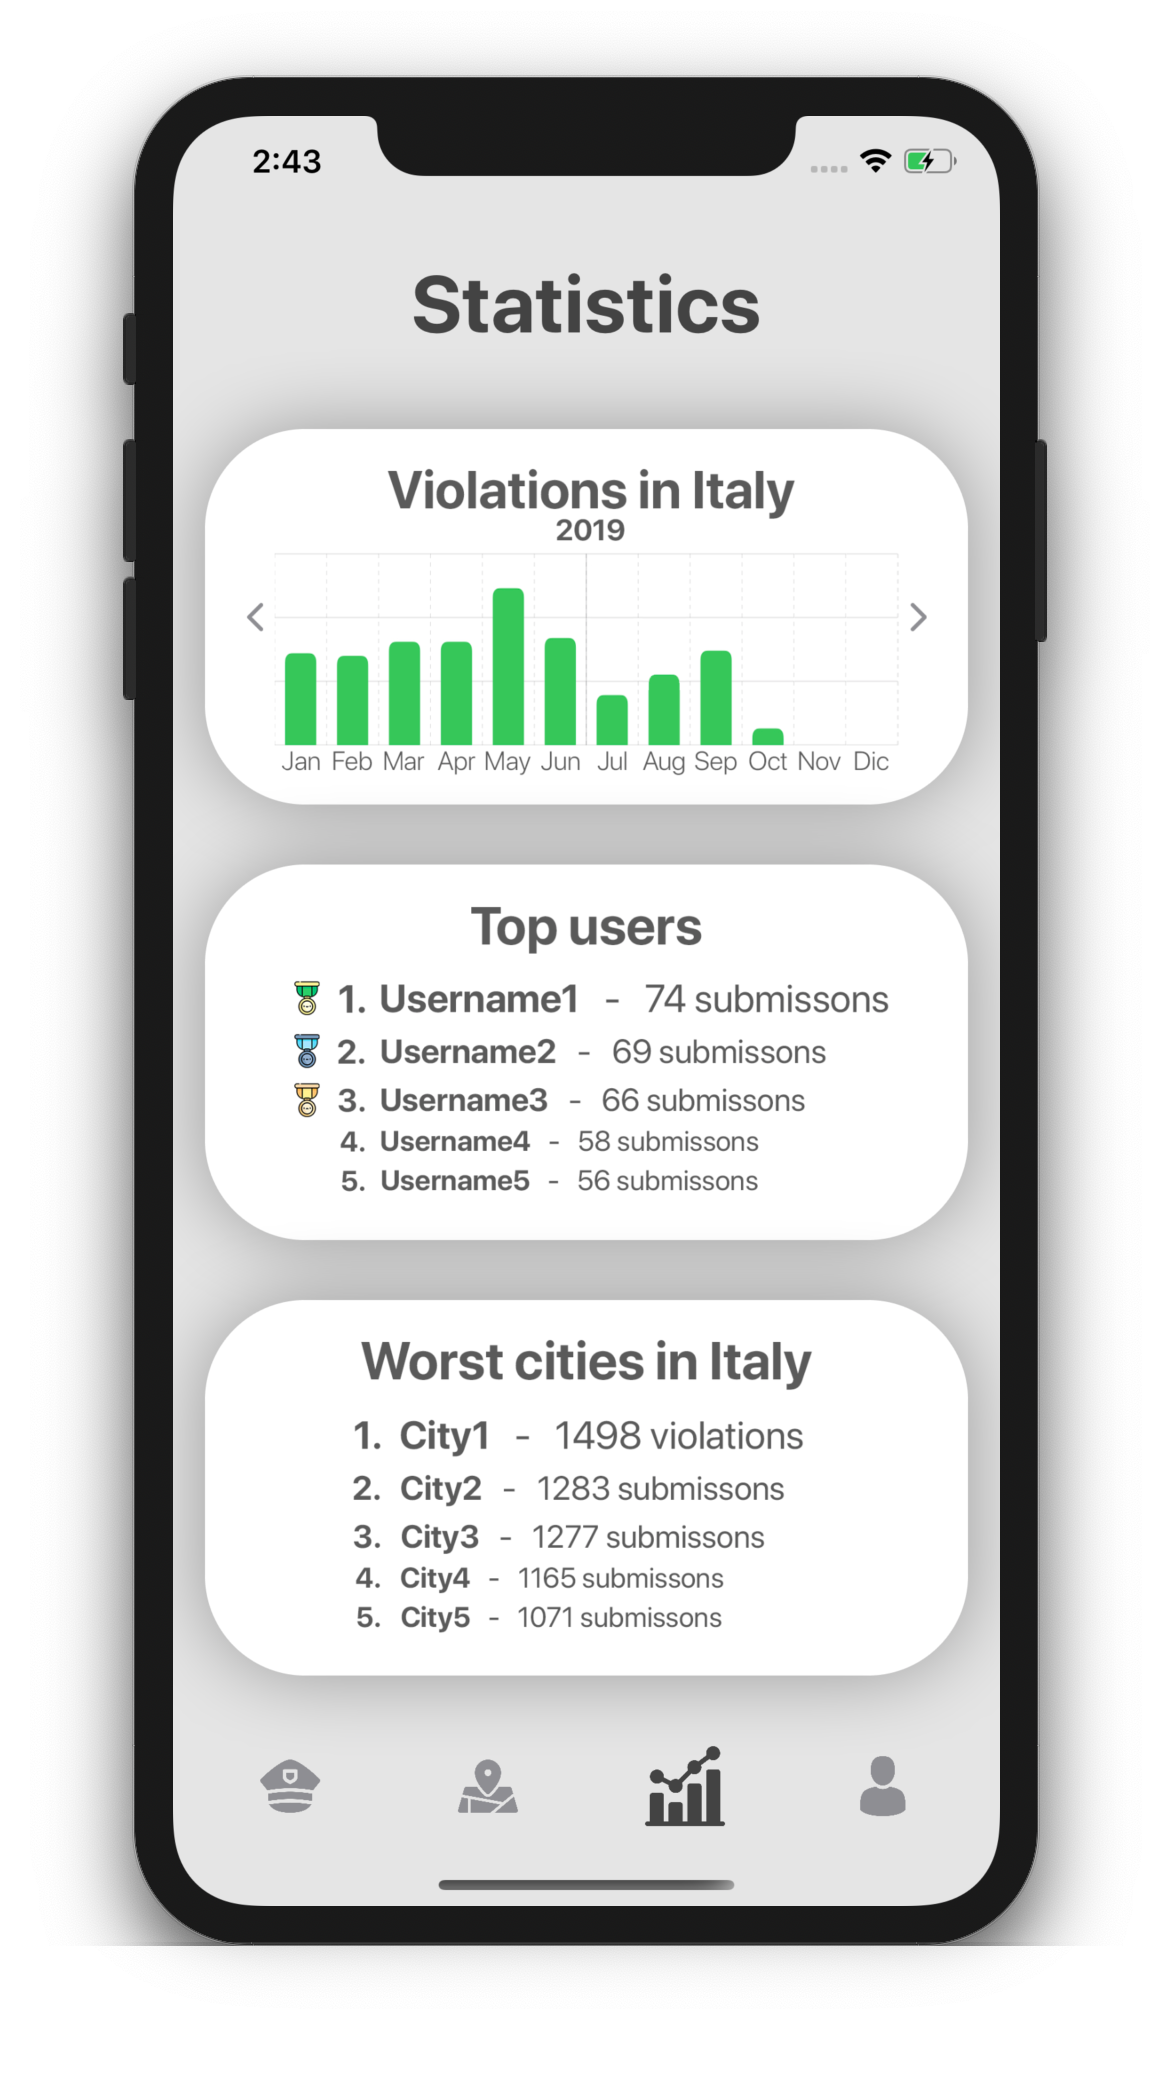 2:43
Statistics
Violations in Italy
2019
Jan Feb Mar Apr May Jun Jul Aug Sep Oct Nov Dic
Top users
1. Username1 - 74 submissons
2. Username2 - 69 submissons
3. Username3 - 66 submissons
4. Username4 - 58 submissons
5. Username5 - 56 submissons
Worst cities in Italy
1. City1 - 1498 violations
2. City2 - 1283 submissons
3. City3 - 1277 submissons
4. City4 - 1165 submissons
5. City5 - 1071 submissons